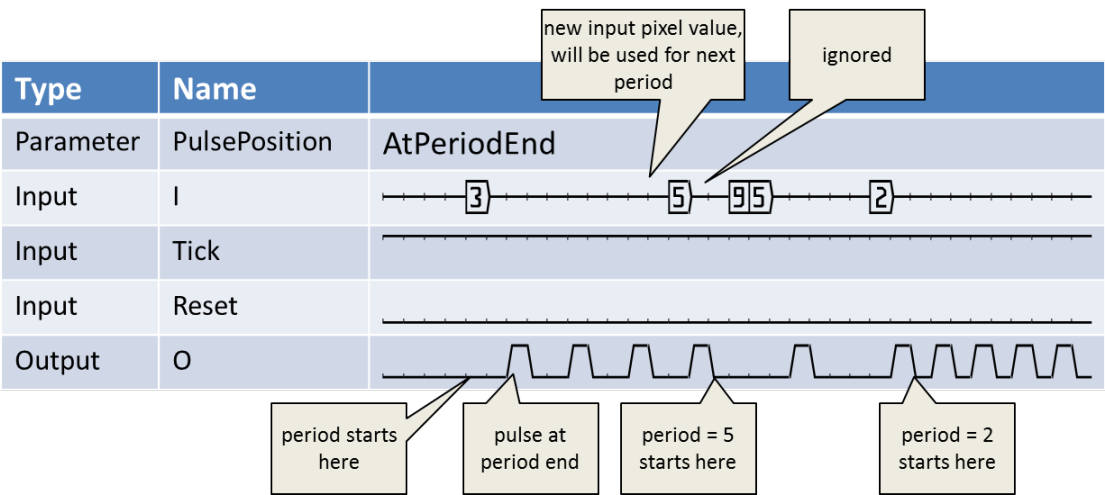 new input pixel value,
will be used for next
period
ignored
Type Name
Parameter PulsePosition AtPeriodEnd
Input I 3 5 9 5 2
Input Tick
Input Reset
Output O
period starts
here
pulse at
period end
period = 5
starts here
period = 2
starts here